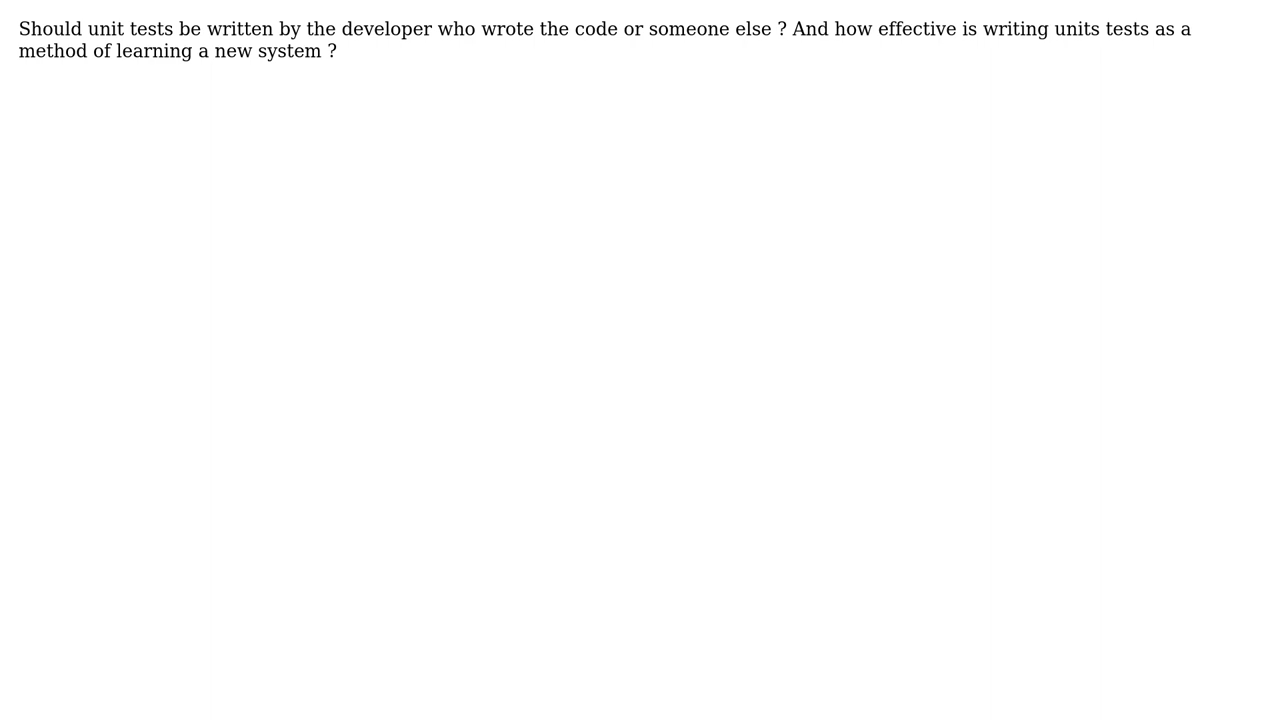 Should unit tests be written by the developer who wrote the code or someone else ? And how effective is writing units tests as a
method of learning a new system ?